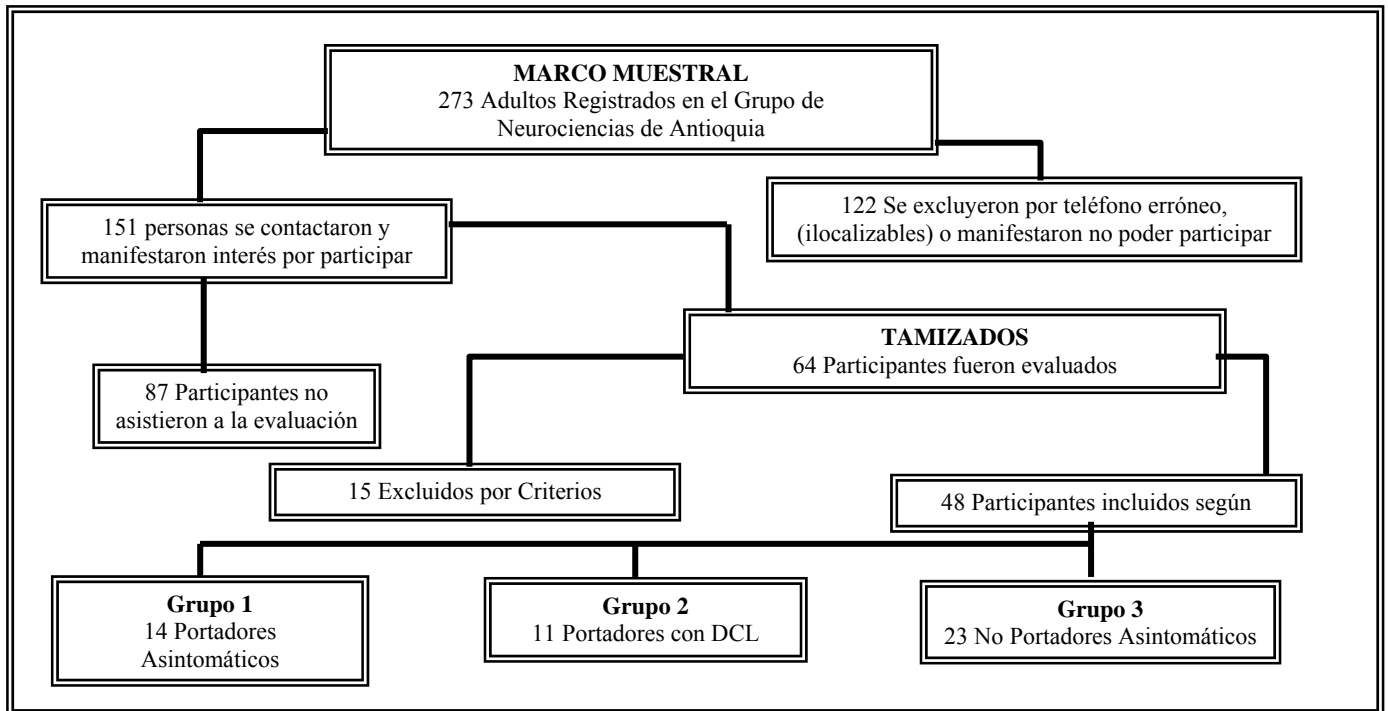 MARCO MUESTRAL
273 Adultos Registrados en el Grupo de
Neurociencias de Antioquia
151 personas se contactaron y
manifestaron interés por participar
122 Se excluyeron por teléfono erróneo,
(ilocalizables) o manifestaron no poder participar
TAMIZADOS
64 Participantes fueron evaluados
87 Participantes no
asistieron a la evaluación
15 Excluidos por Criterios
48 Participantes incluidos según
Grupo 1
14 Portadores
Asintomáticos
Grupo 2
11 Portadores con DCL
Grupo 3
23 No Portadores Asintomáticos